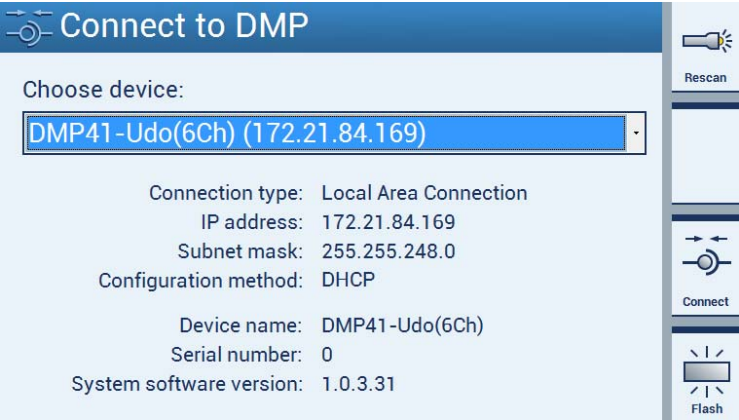 Connect to DMP
Choose device:
DMP41-Udo(6Ch) (172.21.84.169)
Connection type: Local Area Connection
IP address: 172.21.84.169
Subnet mask: 255.255.248.0
Configuration method: DHCP
Device name: DMP41-Udo(6Ch)
Serial number: 0
System software version: 1.0.3.31
Rescan
Connect
Flash